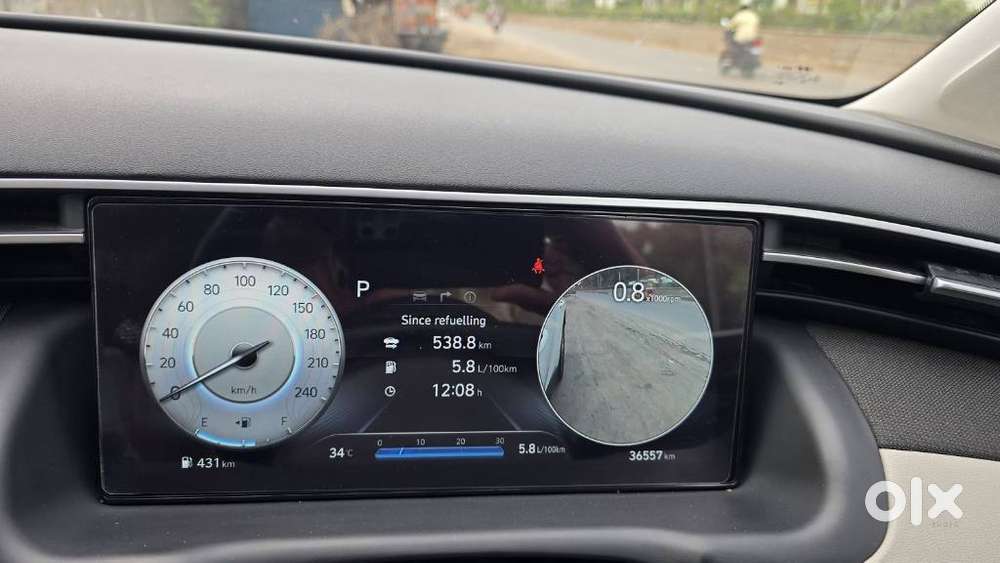 0 20 40 60 80 100 120 150 180 210 240
km/h
E F
431 km
P
Since refuelling
538.8 km
5.8 L/100km
12:08 h
34°C
0 10 20 30
5.8 L/100km
0.8 x1000rpm
36557 km
olx
india